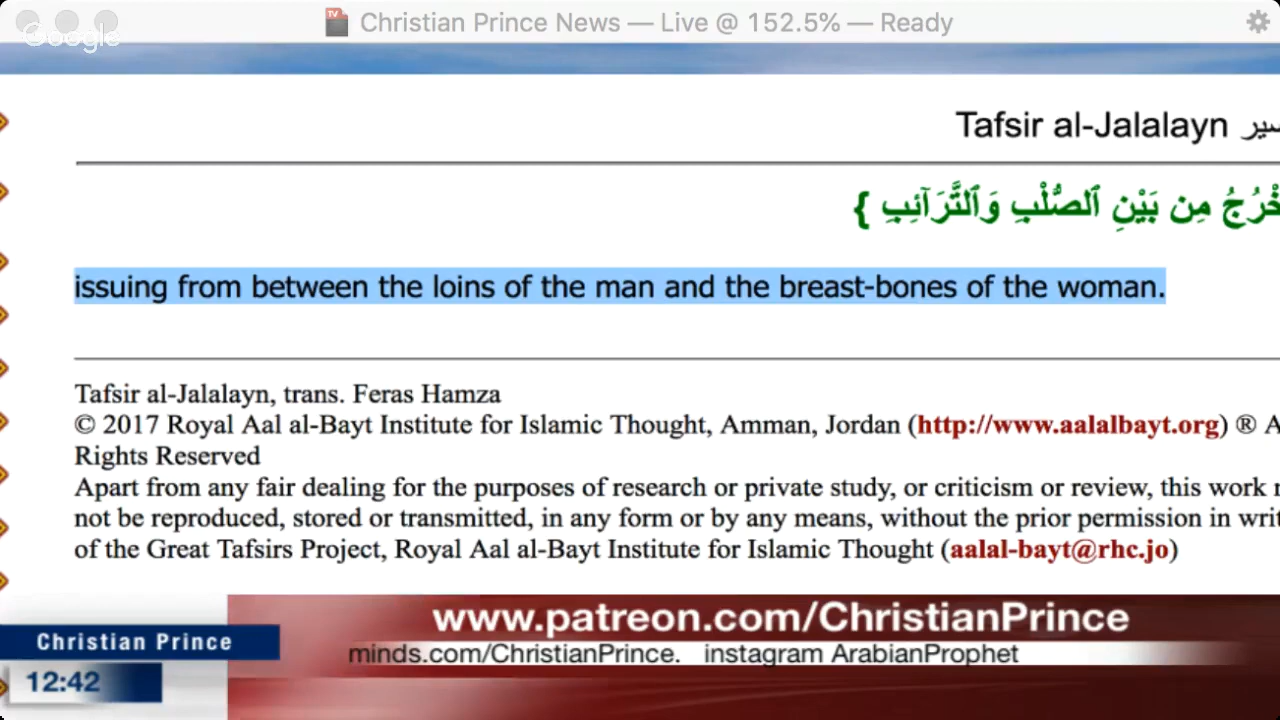 Google
TV
Christian Prince News — Live @ 152.5% — Ready
Tafsir al-Jalalayn
مِن بَيْنِ ٱلصُّلْبِ وَٱلتَّرَآئِبِ }
issuing from between the loins of the man and the breast-bones of the woman.
Tafsir al-Jalalayn, trans. Feras Hamza
© 2017 Royal Aal al-Bayt Institute for Islamic Thought, Amman, Jordan (http://www.aalalbayt.org) ®
Rights Reserved
Apart from any fair dealing for the purposes of research or private study, or criticism or review, this work
not be reproduced, stored or transmitted, in any form or by any means, without the prior permission in
of the Great Tafsirs Project, Royal Aal al-Bayt Institute for Islamic Thought (aalal-bayt@rhc.jo)
www.patreon.com/ChristianPrince
minds.com/ChristianPrince. instagram ArabianProphet
Christian Prince
12:42